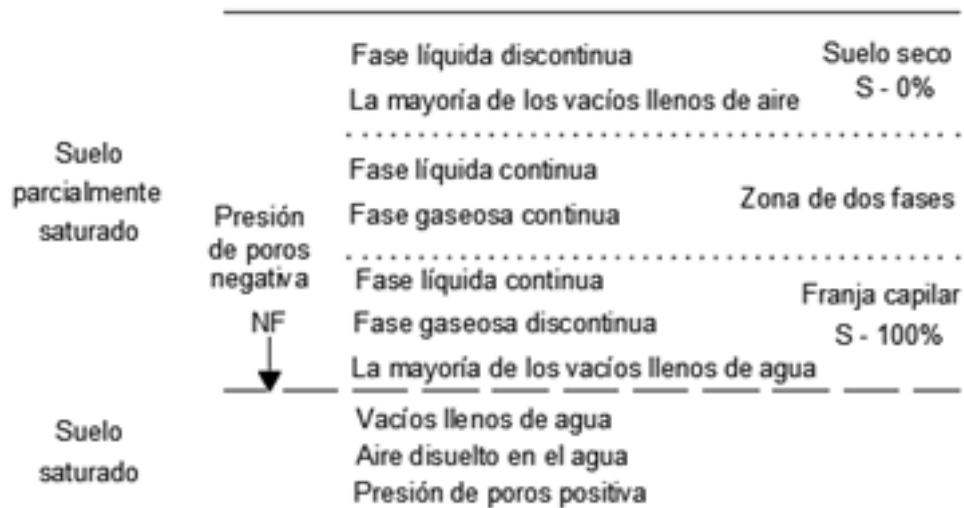 Suelo
parcialmente
saturado
Presión
de poros
negativa
NF
Fase líquida discontinua
La mayoría de los vacíos llenos de aire
Suelo seco
S - 0%
Fase líquida continua
Fase gaseosa continua
Zona de dos fases
Fase líquida continua
Fase gaseosa discontinua
La mayoría de los vacíos llenos de agua
Franja capilar
S - 100%
Suelo
saturado
Vacíos llenos de agua
Aire disuelto en el agua
Presión de poros positiva